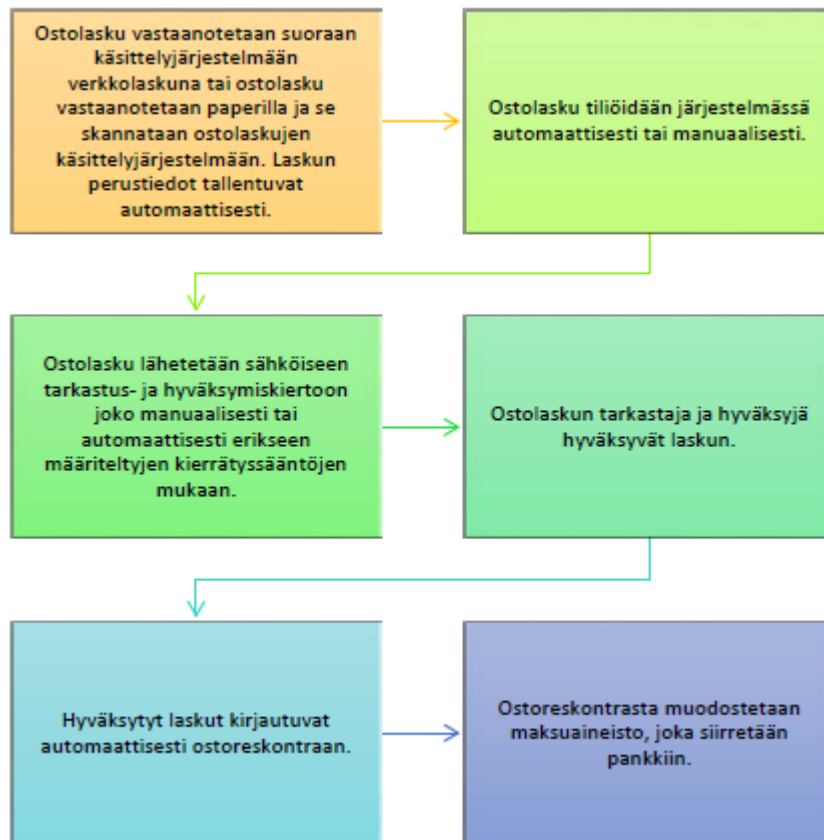 Ostolasku vastaanotetaan suoraan
käsittelyjärjestelmään
verkkolaskuna tai ostolasku
vastaanotetaan paperilla ja se
skannataan ostolaskujen
käsittelyjärjestelmään. Laskun
perustiedot tallentuvat
automaattisesti.
Ostolasku tiliöidään järjestelmässä
automaattisesti tai manuaalisesti.
Ostolasku lähetetään sähköiseen
tarkastus- ja hyväksymiskiertoon
joko manuaalisesti tai
automaattisesti erikseen
määriteltyjen kierrätyssääntöjen
mukaan.
Ostolaskun tarkastaja ja hyväksyjä
hyväksyvät laskun.
Hyväksytyt laskut kirjautuvat
automaattisesti ostoreskontraan.
Ostoreskontrasta muodostetaan
maksuaineisto, joka siirretään
pankkiin.